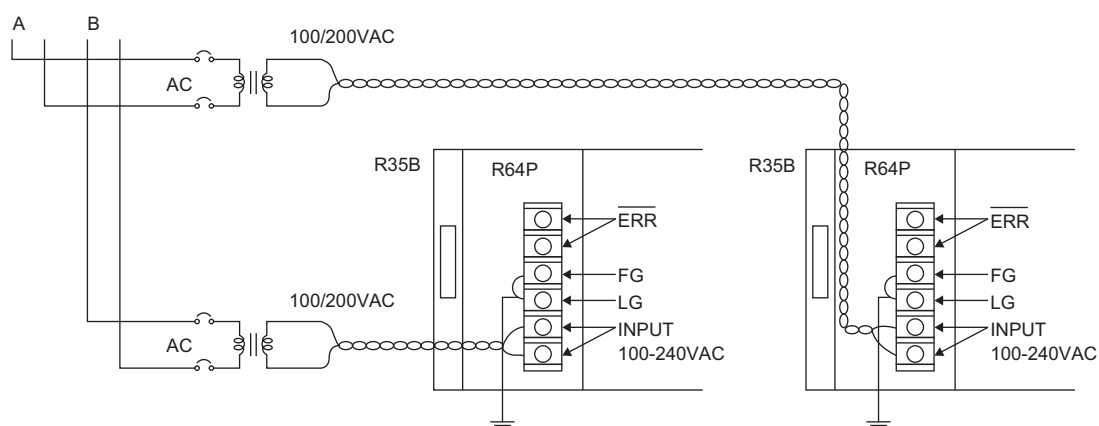 A B
100/200VAC
AC
R35B
R64P
ERR
FG
LG
INPUT
100-240VAC
R35B
R64P
ERR
FG
LG
INPUT
100-240VAC
100/200VAC
AC